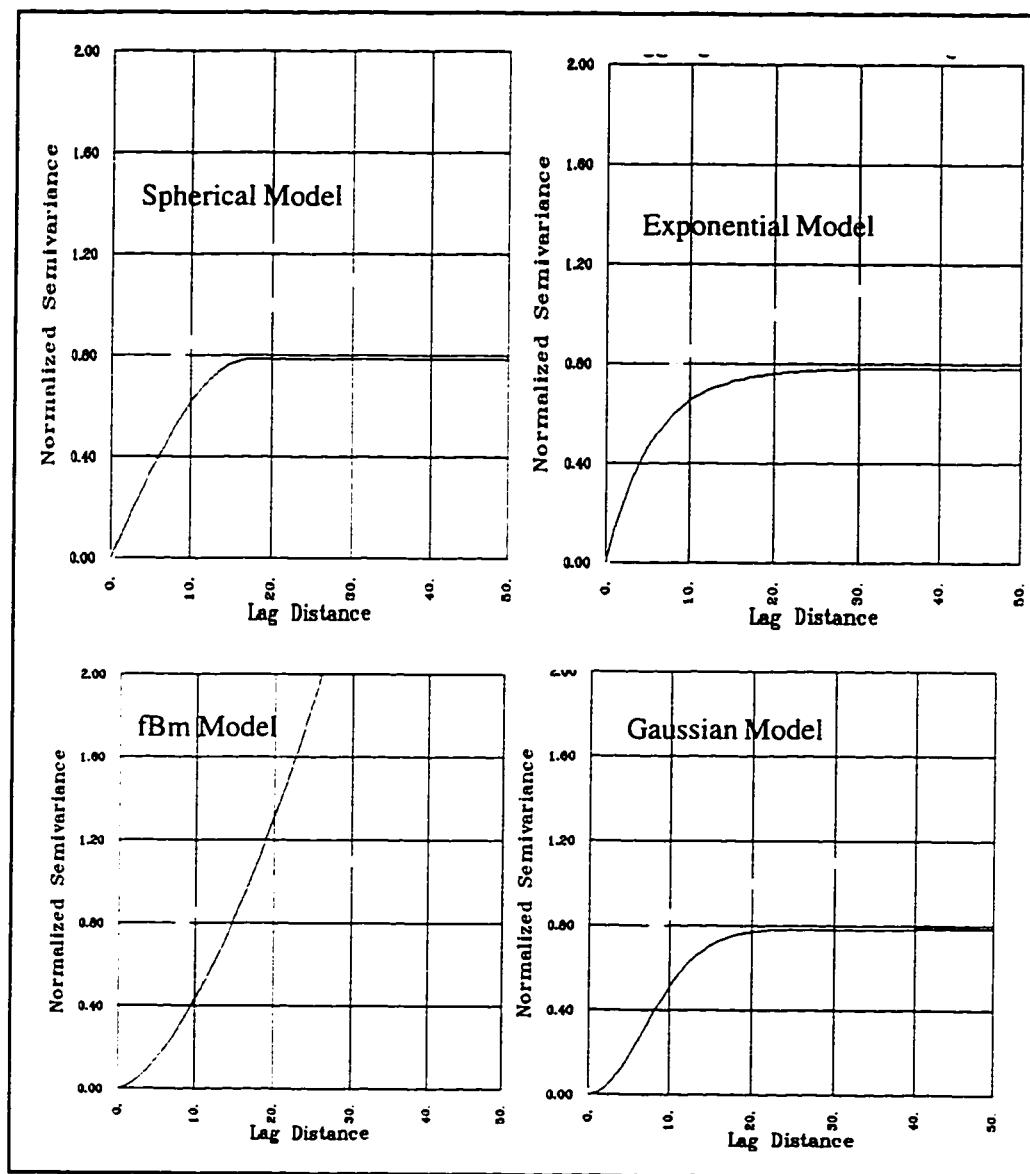 2.00
1.60
1.20
0.80
0.40
0.00
Normalized Semivariance
Spherical Model
0. 10. 20. 30. 40. 50.
Lag Distance
2.00
1.60
1.20
0.80
0.40
0.00
Normalized Semivariance
Exponential Model
0. 10. 20. 30. 40. 50.
Lag Distance
2.00
1.60
1.20
0.80
0.40
0.00
Normalized Semivariance
fBm Model
0. 10. 20. 30. 40. 50.
Lag Distance
2.00
1.60
1.20
0.80
0.40
0.00
Normalized Semivariance
Gaussian Model
0. 10. 20. 30. 40. 50.
Lag Distance